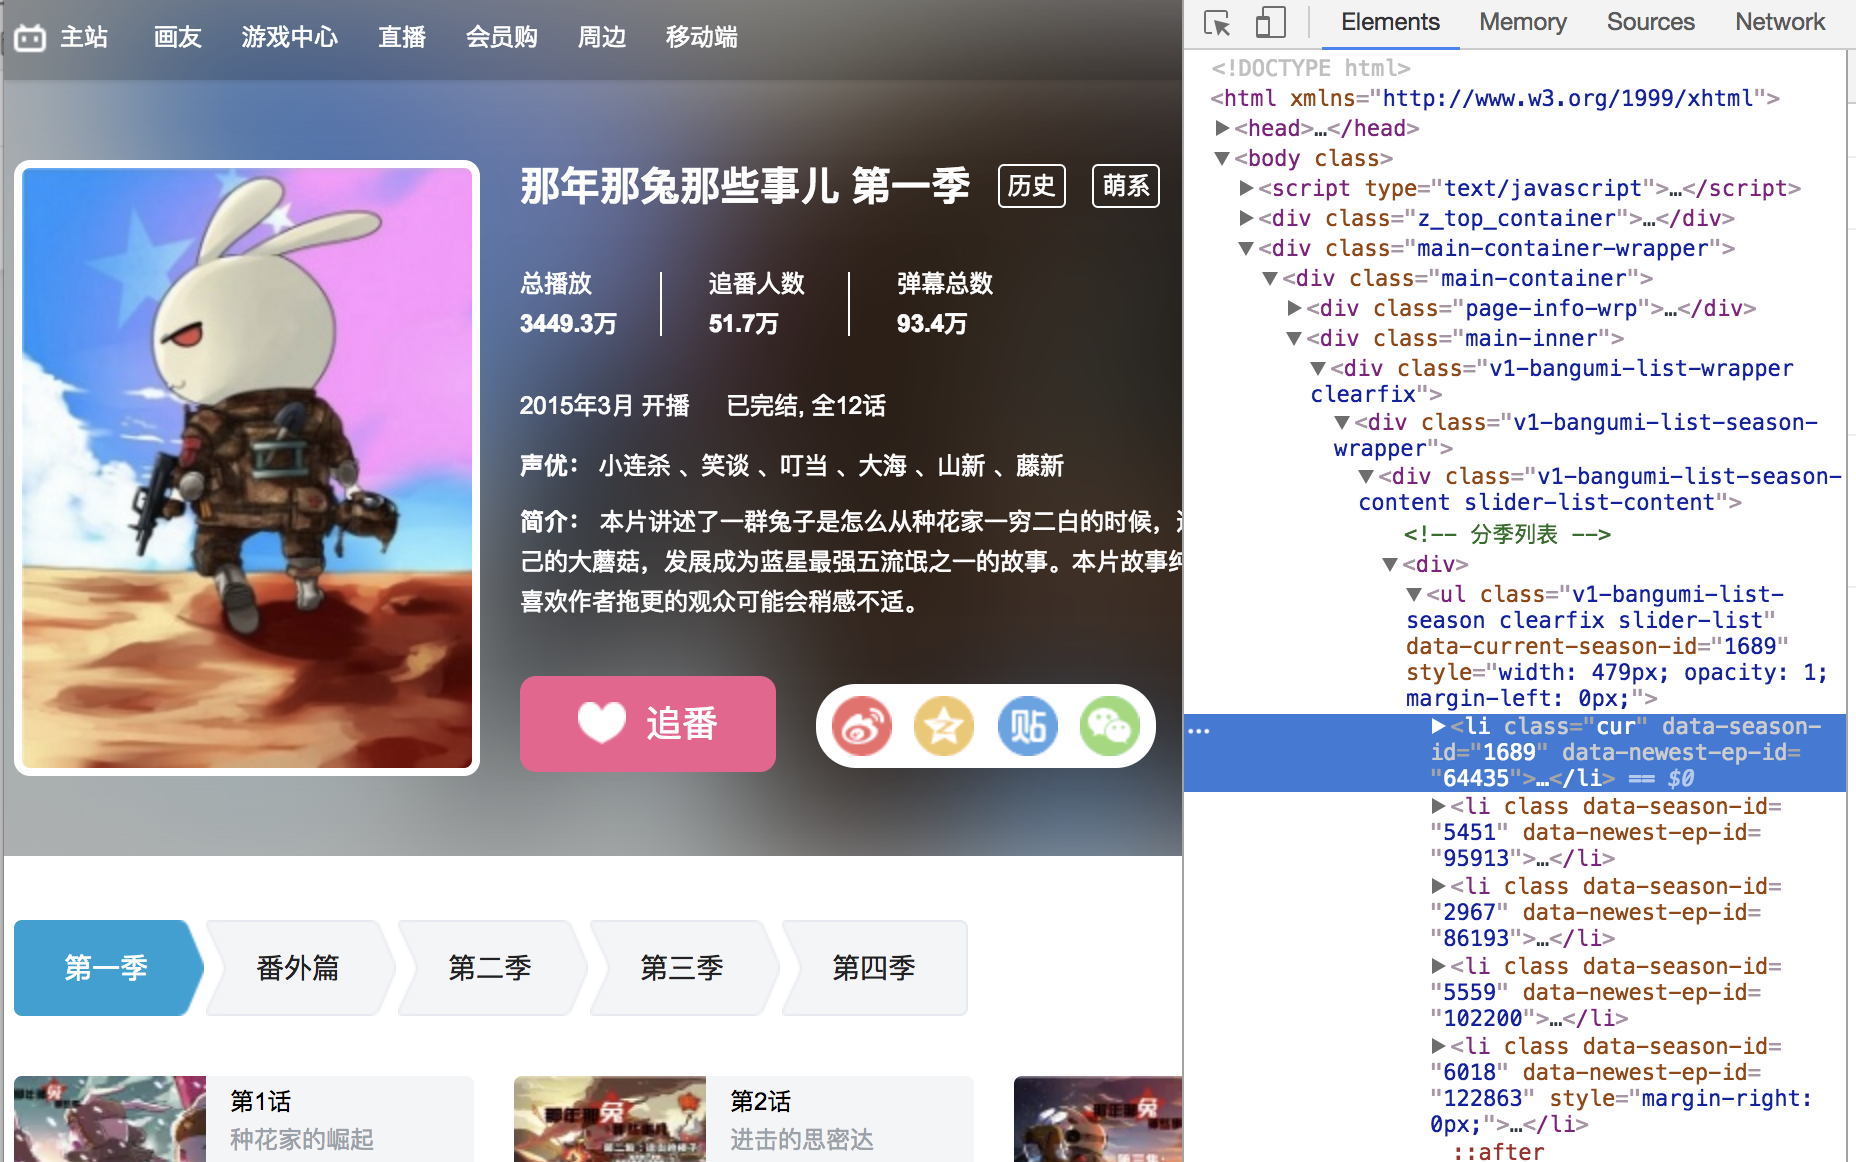 主站 画友 游戏中心 直播 会员购 周边 移动端
那年那兔那些事儿 第一季 历史 萌系
总播放 追番人数 弹幕总数
3449.3万 51.7万 93.4万
2015年3月 开播 已完结, 全12话
声优： 小连杀 、笑谈 、叮当 、大海 、山新 、藤新
简介： 本片讲述了一群兔子是怎么从种花家一穷二白的时候，
己的大蘑菇，发展成为蓝星最强五流氓之一的故事。本片故事纯
喜欢作者拖更的观众可能会稍感不适。
追番
贴
第一季 番外篇 第二季 第三季 第四季
第1话
种花家的崛起
第2话
进击的思密达
Elements Memory Sources Network
<!DOCTYPE html>
<html xmlns="http://www.w3.org/1999/xhtml">
▶<head>…</head>
▼<body class>
▶<script type="text/javascript">…</script>
▶<div class="z_top_container">…</div>
▼<div class="main-container-wrapper">
▼<div class="main-container">
▶<div class="page-info-wrp">…</div>
▼<div class="main-inner">
▼<div class="v1-bangumi-list-wrapper
clearfix">
▼<div class="v1-bangumi-list-season-
wrapper">
▼<div class="v1-bangumi-list-season-
content slider-list-content">
<!-- 分季列表 -->
▼<div>
▼<ul class="v1-bangumi-list-
season clearfix slider-list"
data-current-season-id="1689"
style="width: 479px; opacity: 1;
margin-left: 0px;">
… ▶<li class="cur" data-season-
id="1689" data-newest-ep-id=
"64435">…</li> == $0
▶<li class data-season-id=
"5451" data-newest-ep-id=
"95913">…</li>
▶<li class data-season-id=
"2967" data-newest-ep-id=
"86193">…</li>
▶<li class data-season-id=
"5559" data-newest-ep-id=
"102200">…</li>
▶<li class data-season-id=
"6018" data-newest-ep-id=
"122863" style="margin-right:
0px;">…</li>
::after